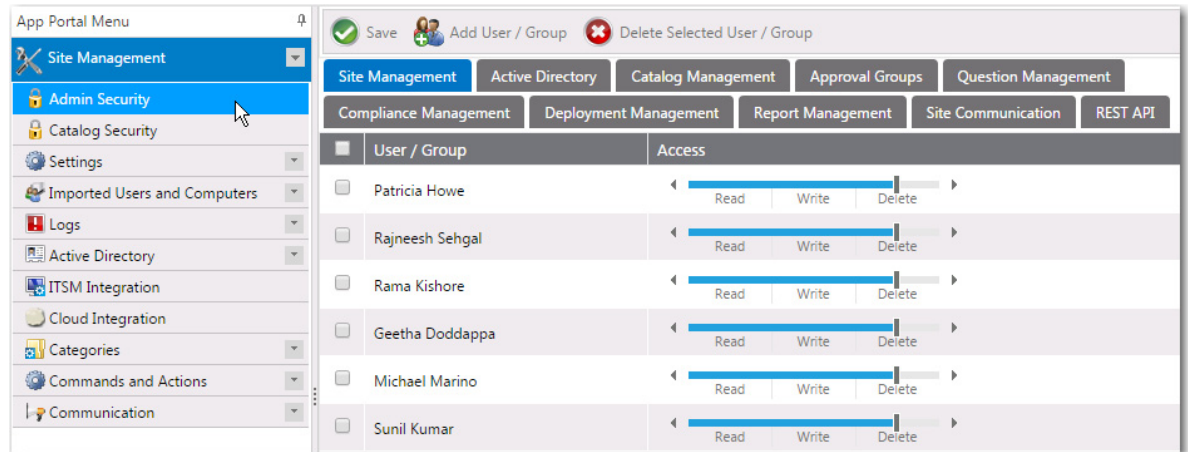 App Portal Menu
Site Management
Admin Security
Catalog Security
Settings
Imported Users and Computers
Logs
Active Directory
ITSM Integration
Cloud Integration
Categories
Commands and Actions
Communication
Save Add User / Group Delete Selected User / Group
Site Management Active Directory Catalog Management Approval Groups Question Management
Compliance Management Deployment Management Report Management Site Communication REST API
User / Group Access
Patricia Howe
Read Write Delete
Rajneesh Sehgal
Read Write Delete
Rama Kishore
Read Write Delete
Geetha Doddappa
Read Write Delete
Michael Marino
Read Write Delete
Sunil Kumar
Read Write Delete